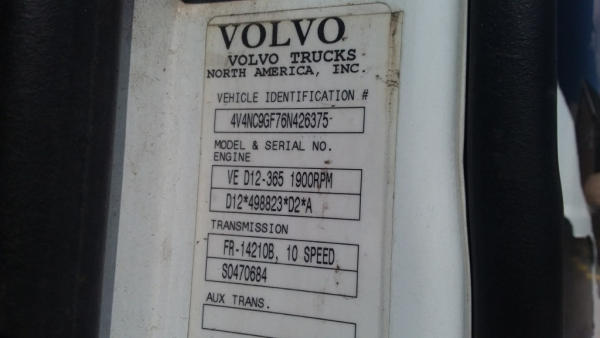 VOLVO
VOLVO TRUCKS
NORTH AMERICA, INC.
VEHICLE IDENTIFICATION #
4V4NC9GF76N426375
MODEL & SERIAL NO.
ENGINE
VE D12-365 1900RPM
D12*498823*D2*A
TRANSMISSION
FR-14210B, 10 SPEED
S0470684
AUX TRANS.